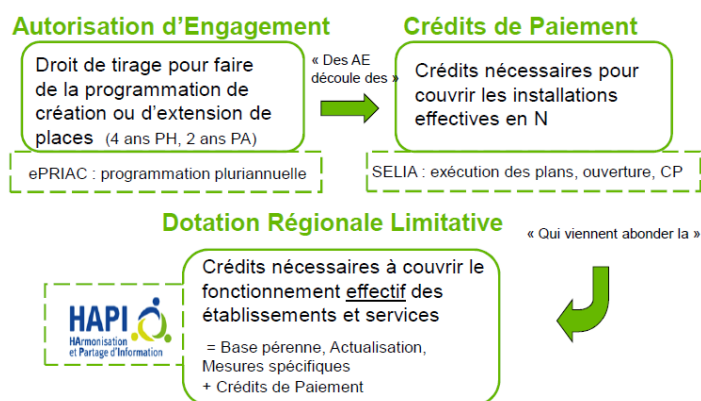 Autorisation d'Engagement
Droit de tirage pour faire
de la programmation de
création ou d'extension de
places (4 ans PH, 2 ans PA)
ePRIAC : programmation pluriannuelle
« Des AE
découle des »
Crédits de Paiement
Crédits nécessaires pour
couvrir les installations
effectives en N
SELIA : exécution des plans, ouverture, CP
Dotation Régionale Limitative
« Qui viennent abonder la »
HAPI
HARmonisation
et Partage d'Information
Crédits nécessaires à couvrir le
fonctionnement effectif des
établissements et services
= Base pérenne, Actualisation,
Mesures spécifiques
+ Crédits de Paiement